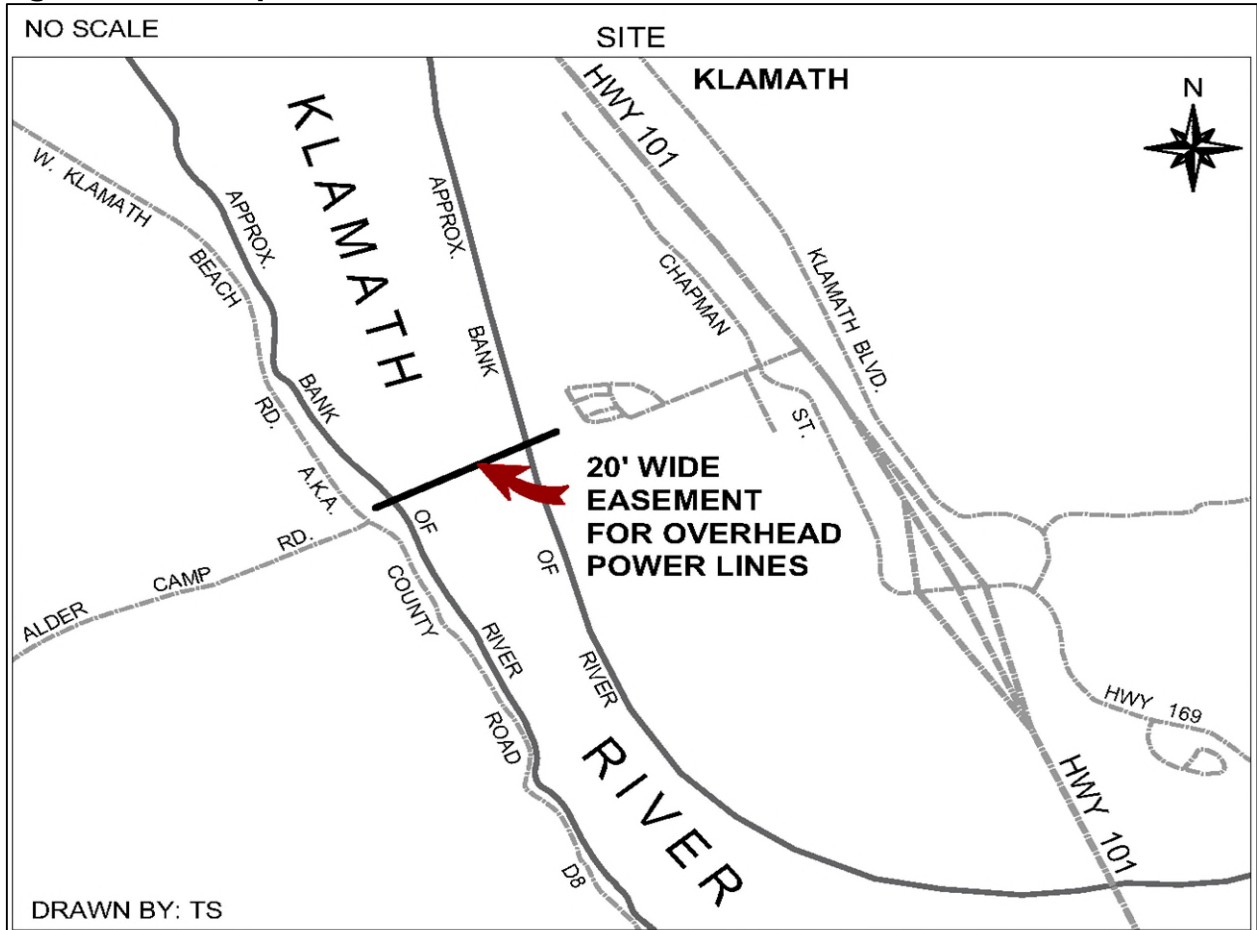 NO SCALE
SITE
KLAMATH
N
HWY 101
KLAMATH
RIVER
W. KLAMATH
BEACH
RD.
A.K.A.
COUNTY
ROAD
D8
APPROX.
BANK
OF
RIVER
APPROX.
BANK
OF
RIVER
CHAPMAN
ST.
KLAMATH BLVD.
20' WIDE
EASEMENT
FOR OVERHEAD
POWER LINES
ALDER
CAMP
RD.
HWY 169
HWY 101
DRAWN BY: TS